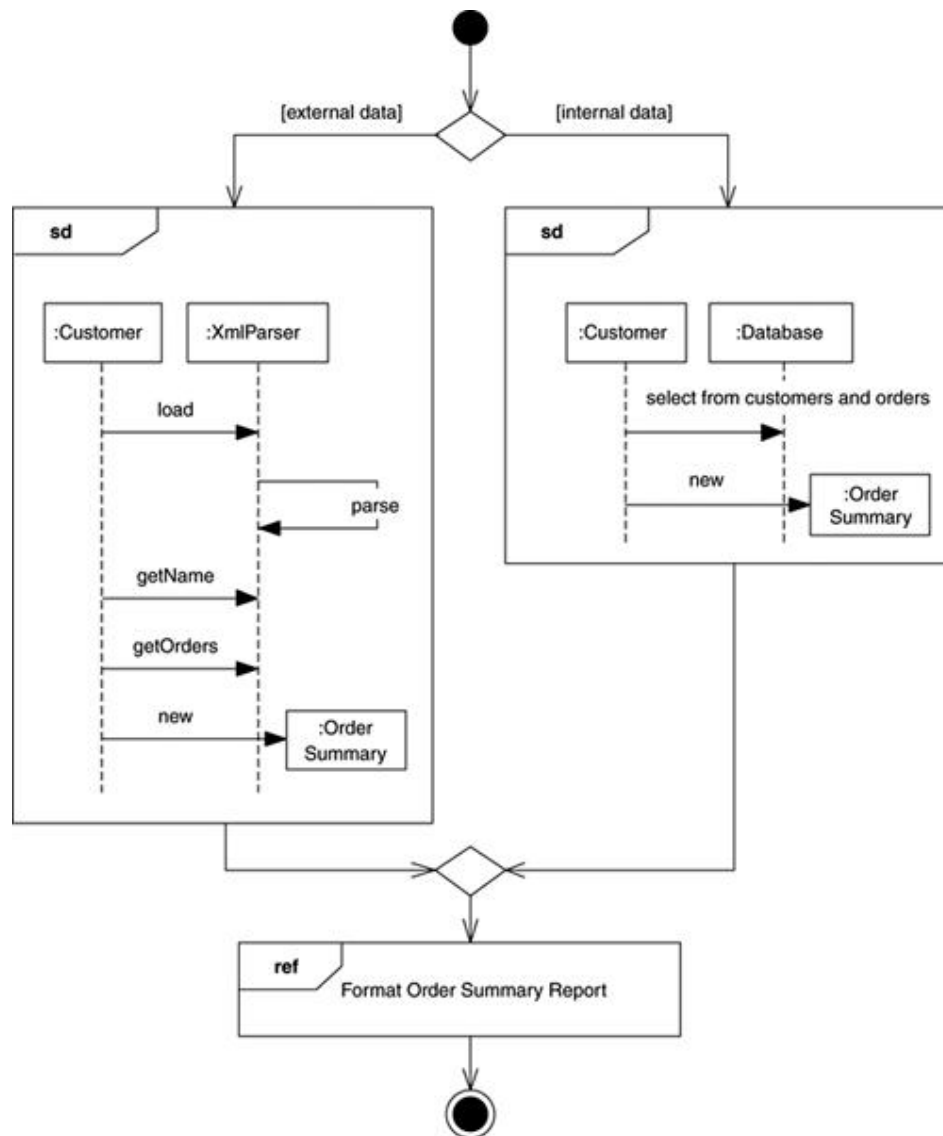 [external data]
[internal data]
sd
:Customer
:XmlParser
load
parse
getName
getOrders
new
:Order
Summary
sd
:Customer
:Database
select from customers and orders
new
:Order
Summary
ref
Format Order Summary Report